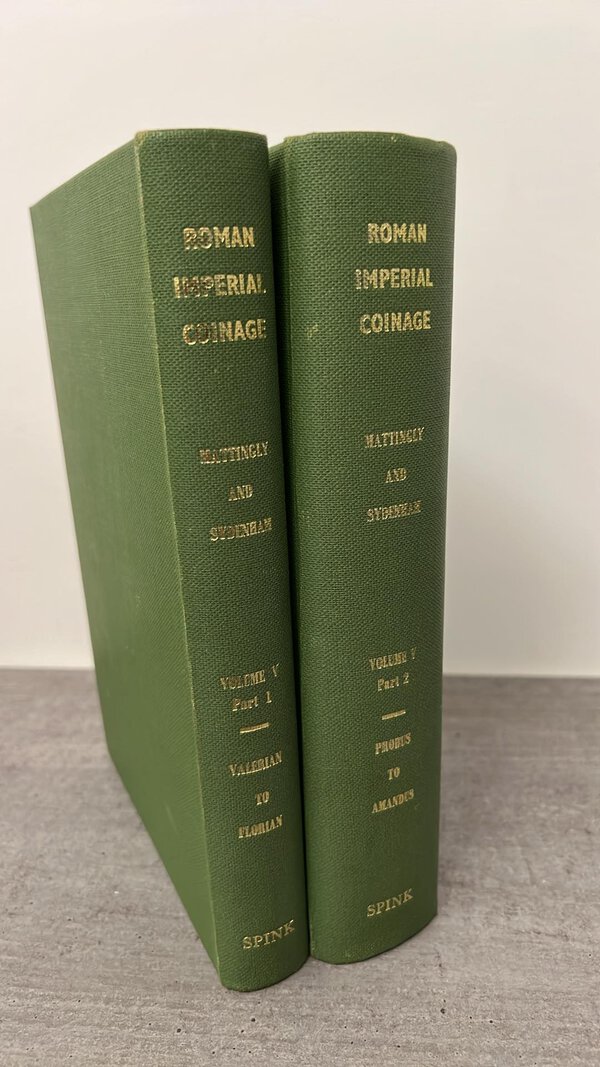 ROMAN
IMPERIAL
COINAGE
MATTINGLY
AND
SYDENHAM
VOLUME V
Part 1
VALERIAN
TO
FLORIAN
SPINK
ROMAN
IMPERIAL
COINAGE
MATTINGLY
AND
SYDENHAM
VOLUME V
Part 2
PROBUS
TO
AMANDUS
SPINK